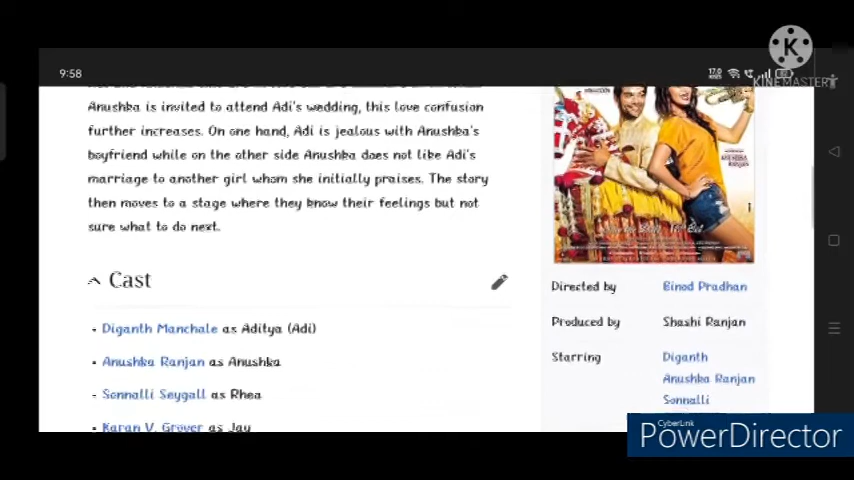 9:58
KINEMASTER
Anushka is invited to attend Adi's wedding, this love confusion
further increases. On one hand, Adi is jealous with Anushka's
boyfriend while on the other side Anushka does not like Adi's
marriage to another girl whom she initially praises. The story
then moves to a stage where they know their feelings but not
sure what to do next.
ANUSHKA
RANJAN
Cast
Diganth Manchale as Aditya (Adi)
Anushka Ranjan as Anushka
Sonnalli Seygall as Rhea
Karan V. Grover as Jay
Directed by Binod Pradhan
Produced by Shashi Ranjan
Starring Diganth
Anushka Ranjan
Sonnalli
CyberLink
PowerDirector